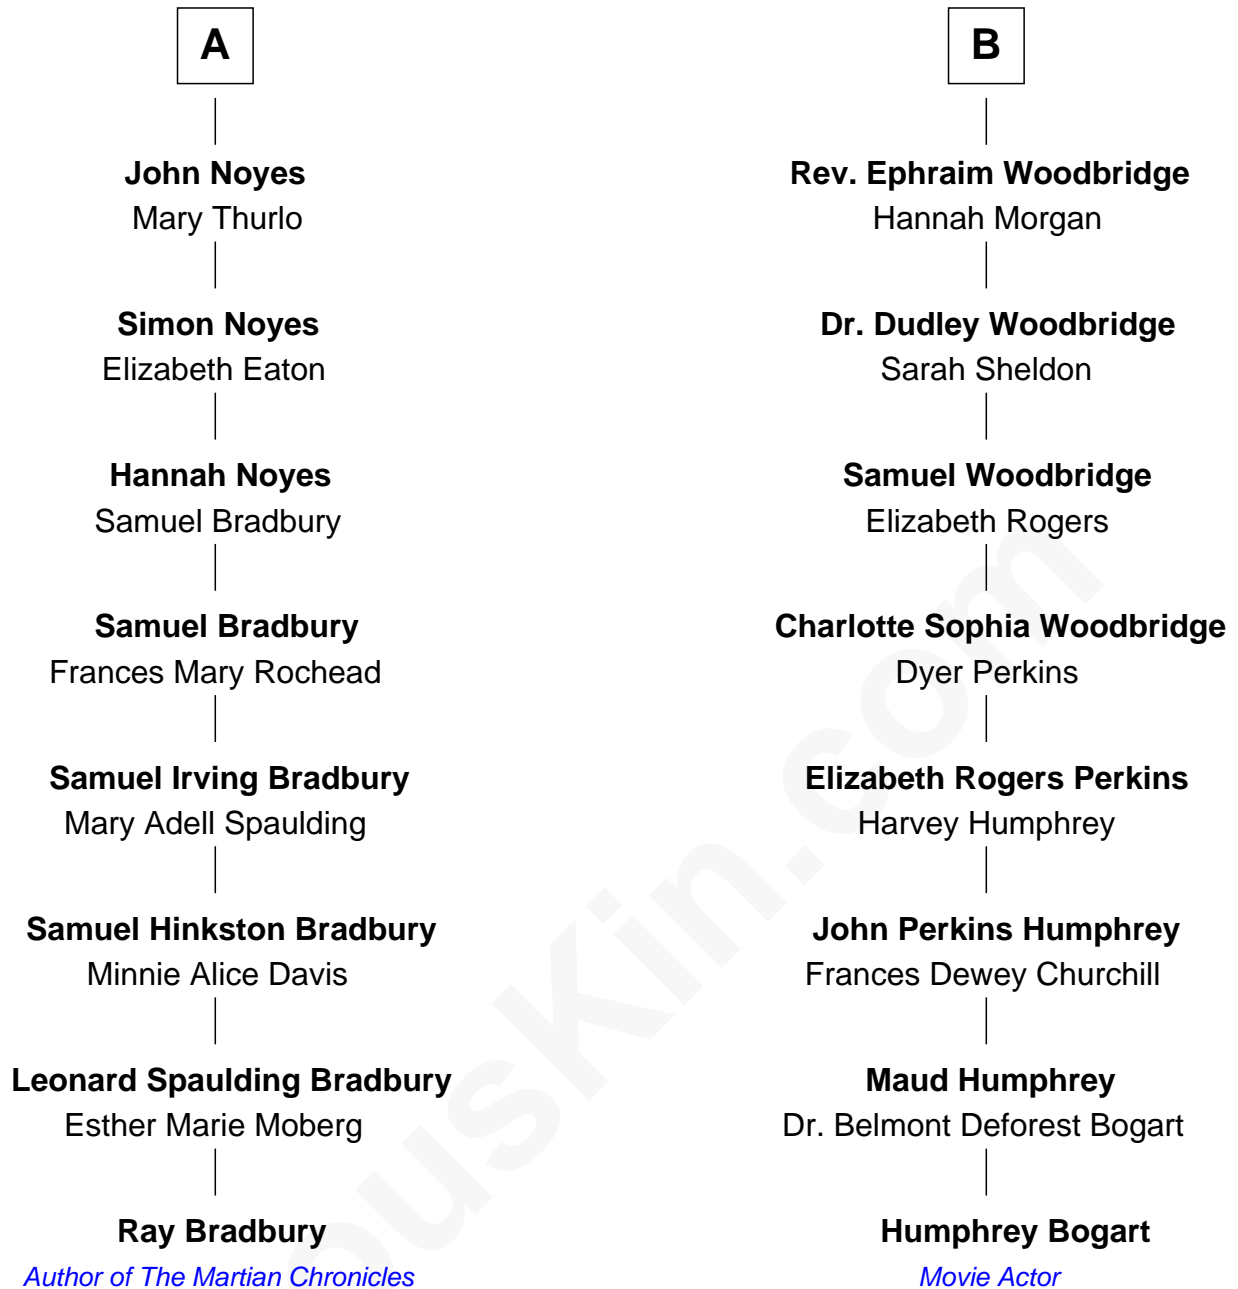 A
John Noyes
Mary Thurlo
Simon Noyes
Elizabeth Eaton
Hannah Noyes
Samuel Bradbury
Samuel Bradbury
Frances Mary Rochead
Samuel Irving Bradbury
Mary Adell Spaulding
Samuel Hinkston Bradbury
Minnie Alice Davis
Leonard Spaulding Bradbury
Esther Marie Moberg
Ray Bradbury
Author of The Martian Chronicles
B
Rev. Ephraim Woodbridge
Hannah Morgan
Dr. Dudley Woodbridge
Sarah Sheldon
Samuel Woodbridge
Elizabeth Rogers
Charlotte Sophia Woodbridge
Dyer Perkins
Elizabeth Rogers Perkins
Harvey Humphrey
John Perkins Humphrey
Frances Dewey Churchill
Maud Humphrey
Dr. Belmont Deforest Bogart
Humphrey Bogart
Movie Actor
ousKin.com